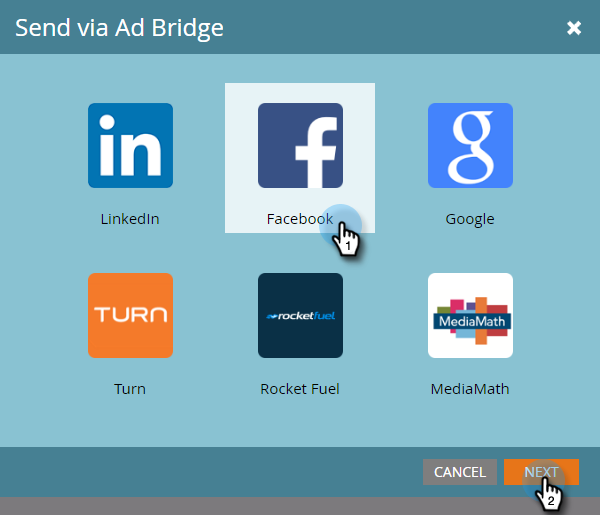 Send via Ad Bridge
in
f
g
LinkedIn
Facebook
Google
1
TURN
rocketfuel
MediaMath
Turn
Rocket Fuel
MediaMath
CANCEL
NEXT
2